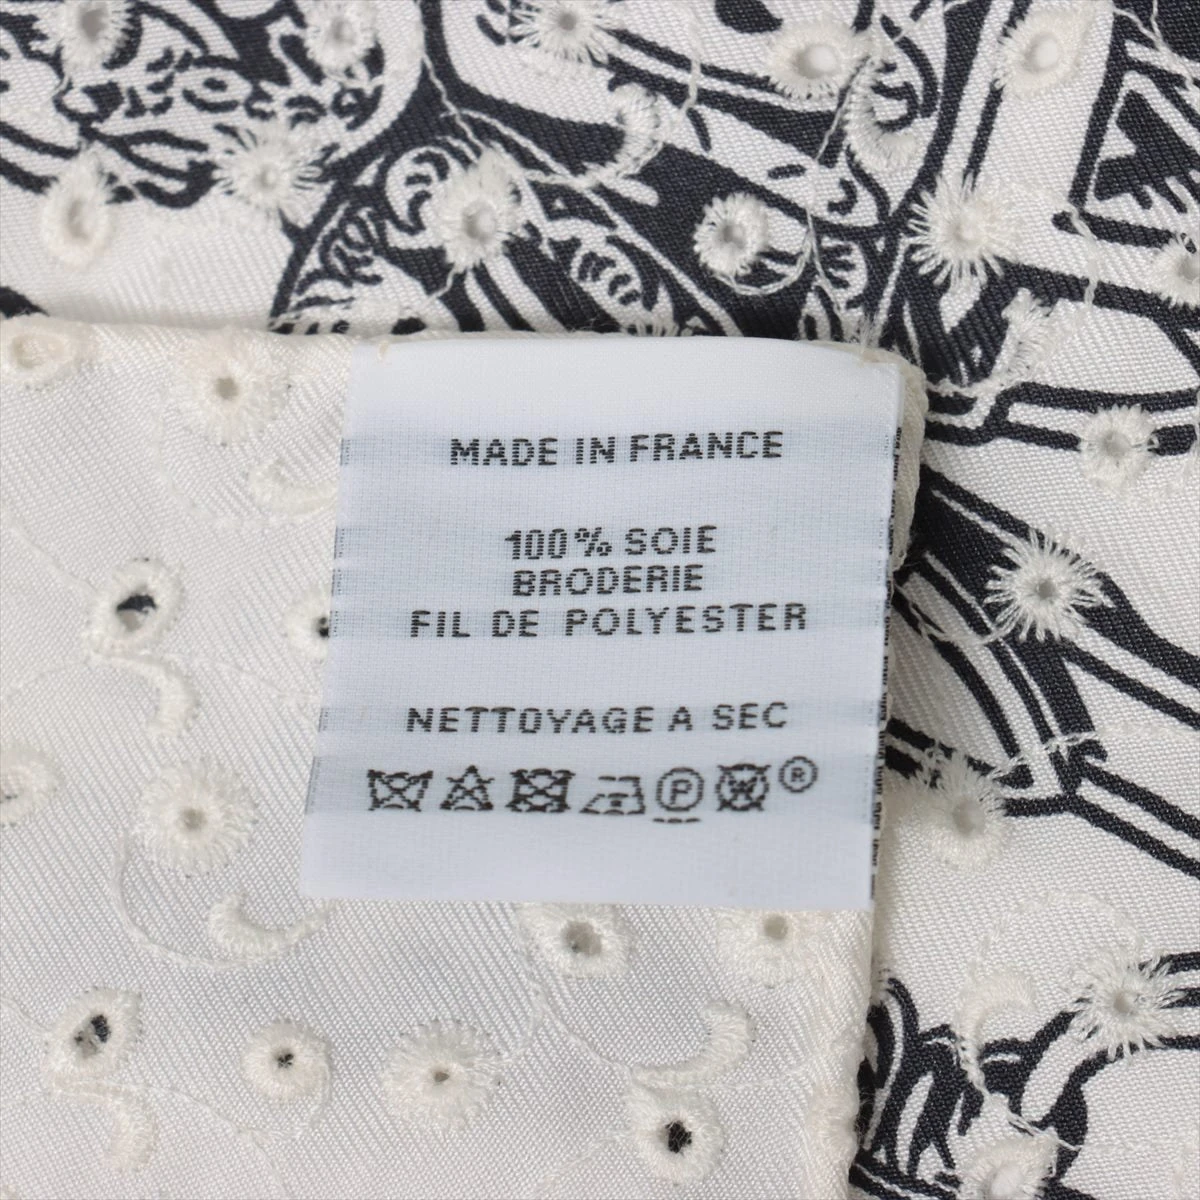 MADE IN FRANCE
100% SOIE
BRODERIE
FIL DE POLYESTER
NETTOYAGE A SEC
P W ®